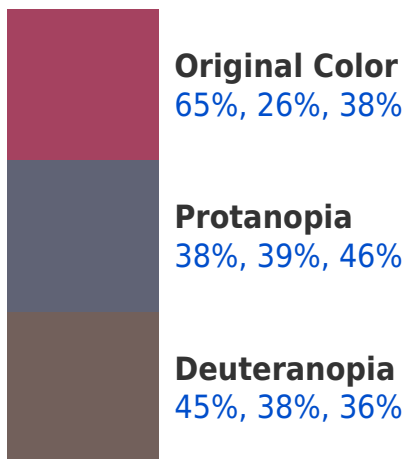 Original Color
65%, 26%, 38%
Protanopia
38%, 39%, 46%
Deuteranopia
45%, 38%, 36%